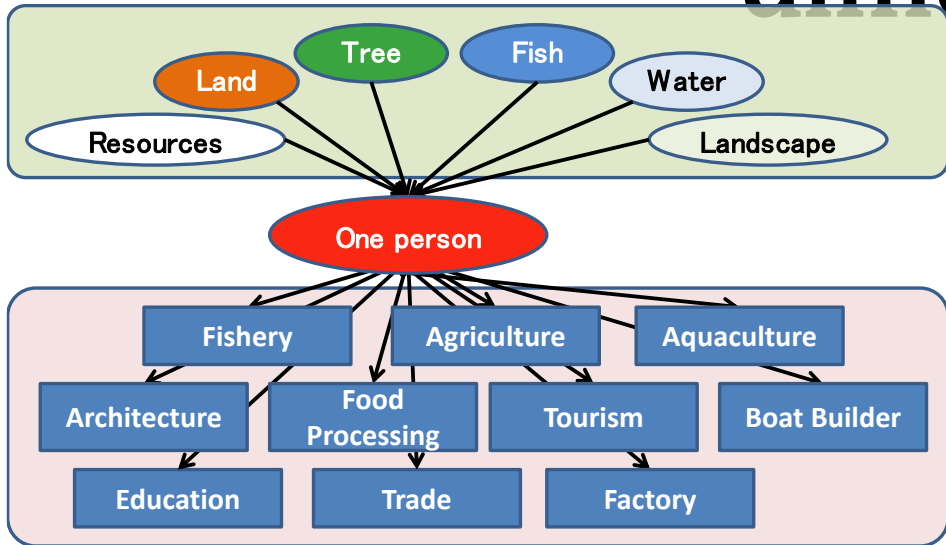 Tree
Fish
Land
Water
Resources
Landscape
One person
Fishery
Agriculture
Aquaculture
Architecture
Food
Processing
Tourism
Boat Builder
Education
Trade
Factory